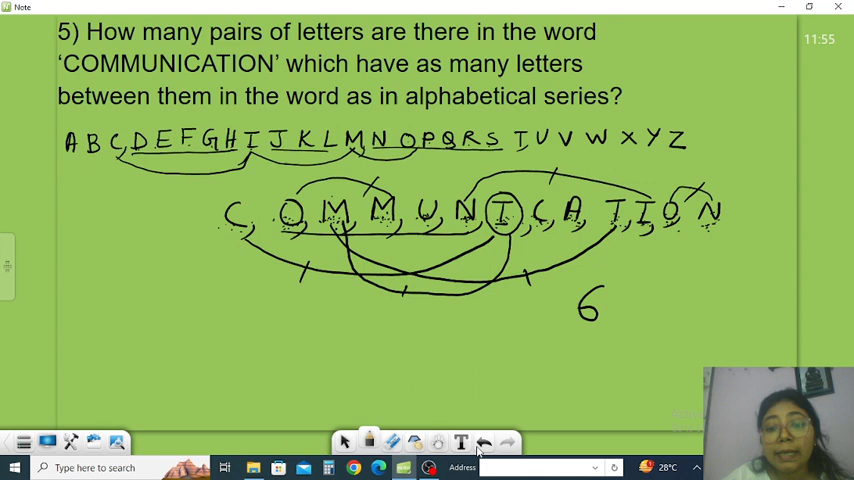 Note
11:55
5) How many pairs of letters are there in the word
‘COMMUNICATION’ which have as many letters
between them in the word as in alphabetical series?
A B C, D E F G H I J K L M N O P Q R S T U V W X Y Z
C O M M U N I C A T I O N
6
Type here to search
Address
28°C